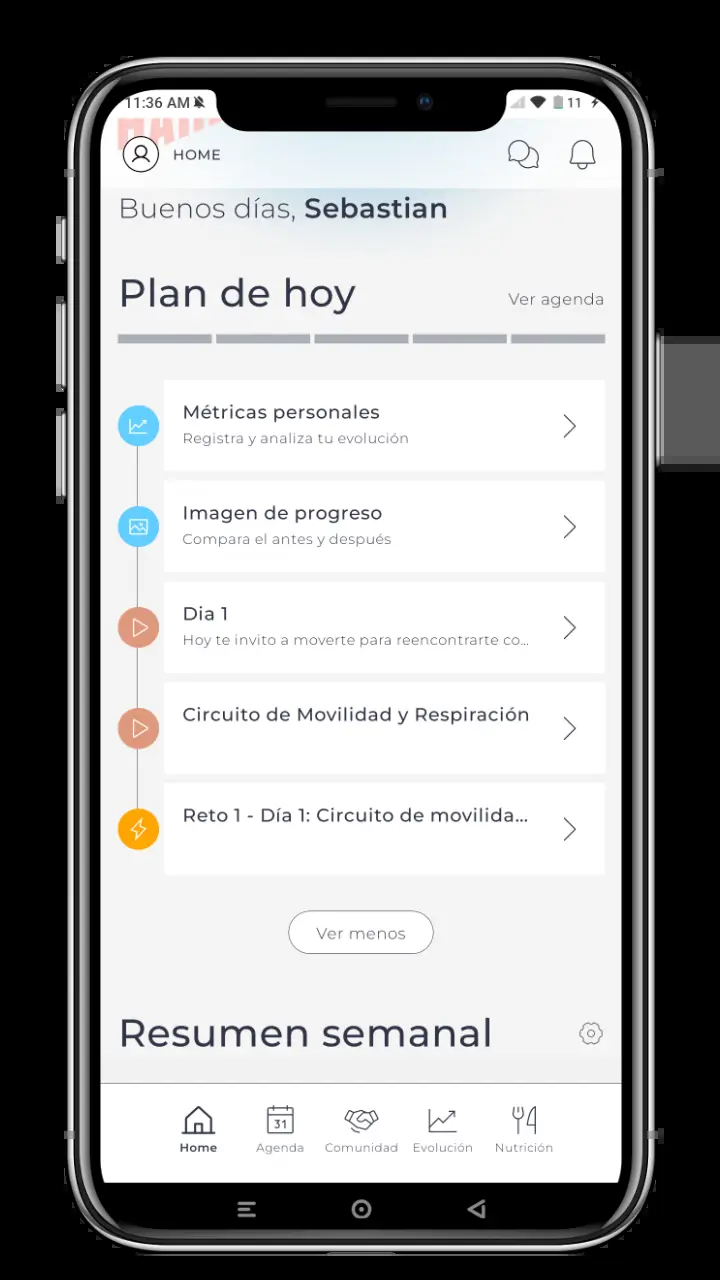 11:36 AM
11
HOME
Buenos días, Sebastian
Plan de hoy
Ver agenda
Métricas personales
Registra y analiza tu evolución
Imagen de progreso
Compara el antes y después
Dia 1
Hoy te invito a moverte para reencontrarte co...
Circuito de Movilidad y Respiración
Reto 1 - Día 1: Circuito de movilida...
Ver menos
Resumen semanal
31
Home
Agenda
Comunidad
Evolución
Nutrición